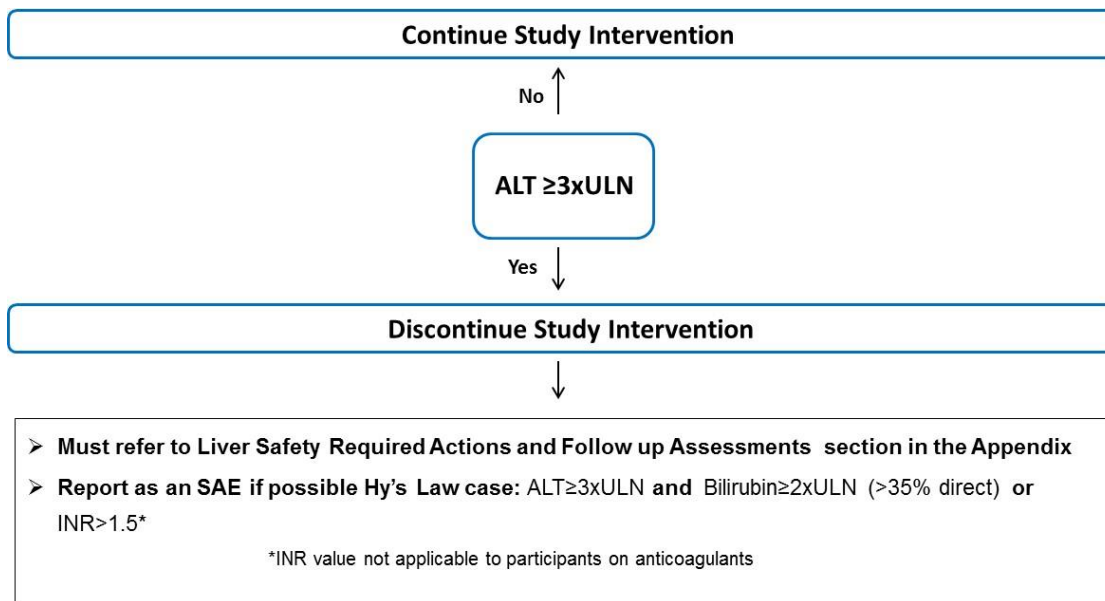 Continue Study Intervention
No
ALT ≥3xULN
Yes
Discontinue Study Intervention
➢ Must refer to Liver Safety Required Actions and Follow up Assessments section in the Appendix
➢ Report as an SAE if possible Hy's Law case: ALT≥3xULN and Bilirubin≥2xULN (>35% direct) or
INR>1.5*
*INR value not applicable to participants on anticoagulants